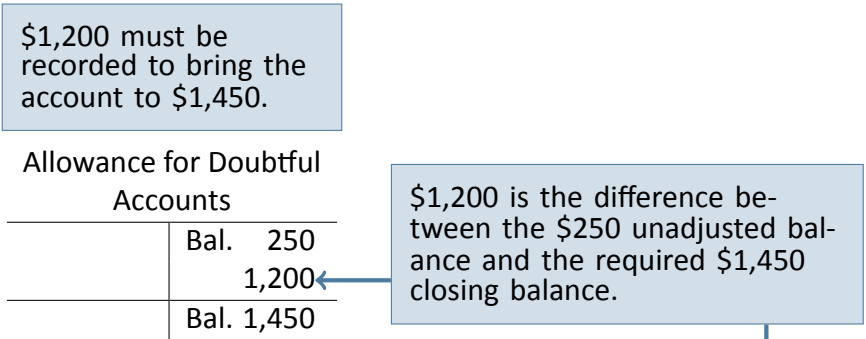 $1,200 must be
recorded to bring the
account to $1,450.
Allowance for Doubtful
Accounts
Bal. 250
1,200
Bal. 1,450
$1,200 is the difference be-
tween the $250 unadjusted bal-
ance and the required $1,450
closing balance.